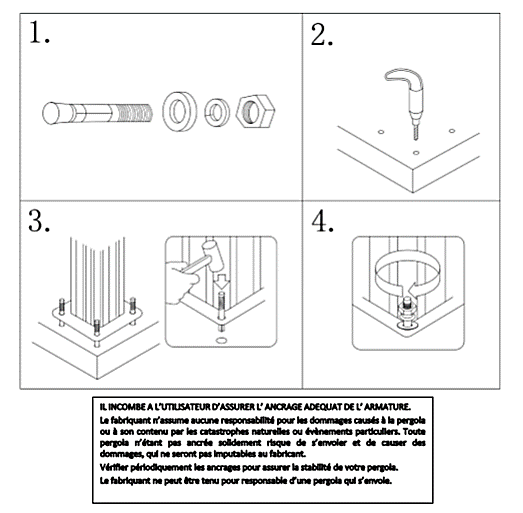 1.
2.
3.
4.
IL INCOMBE A L'UTILISATEUR D'ASSURER L' ANCRAGE ADEQUAT DE L' ARMATURE.
Le fabriquant n'assume aucune responsabilité pour les dommages causés à la pergola
ou à son contenu par les catastrophes naturelles ou évènements particuliers. Toute
pergola n'étant pas ancrée solidement risque de s'envoler et de causer des
dommages, qui ne seront pas imputables au fabricant.
Vérifier périodiquement les ancrages pour assurer la stabilité de votre pergola.
Le fabriquant ne peut être tenu pour responsable d'une pergola qui s'envole.